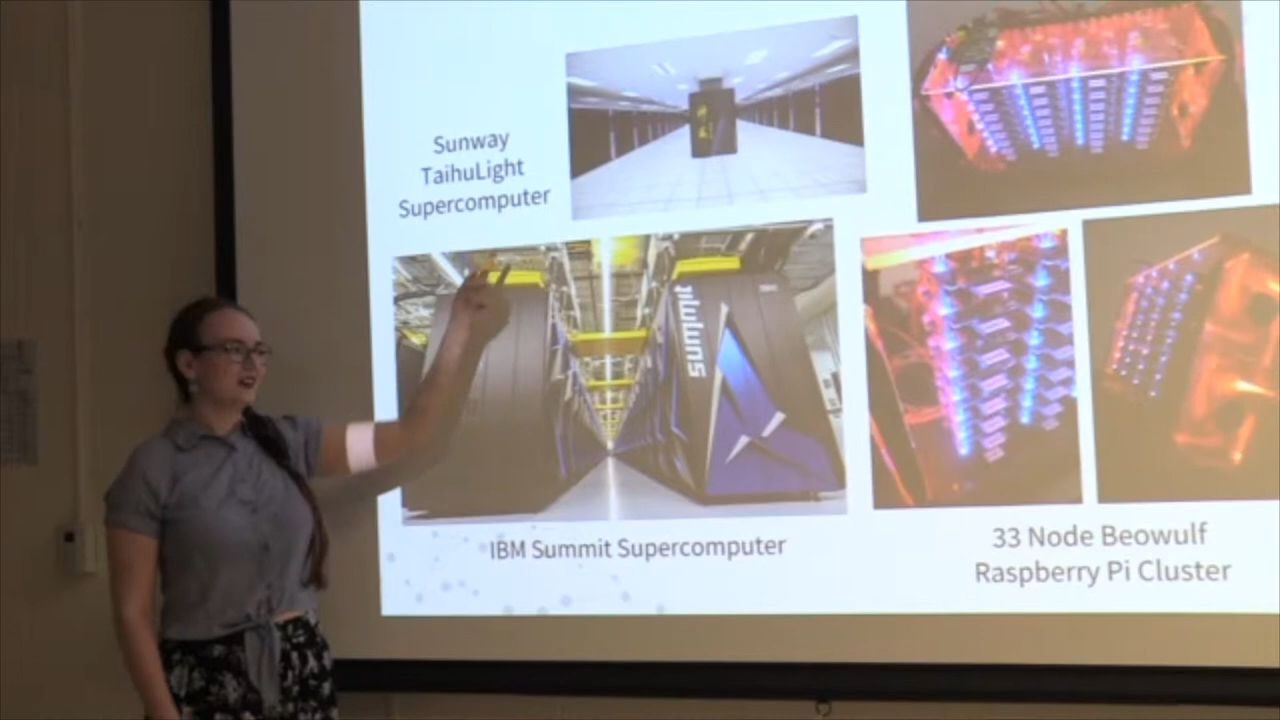 Sunway
TaihuLight
Supercomputer
summit
IBM Summit Supercomputer
33 Node Beowulf
Raspberry Pi Cluster